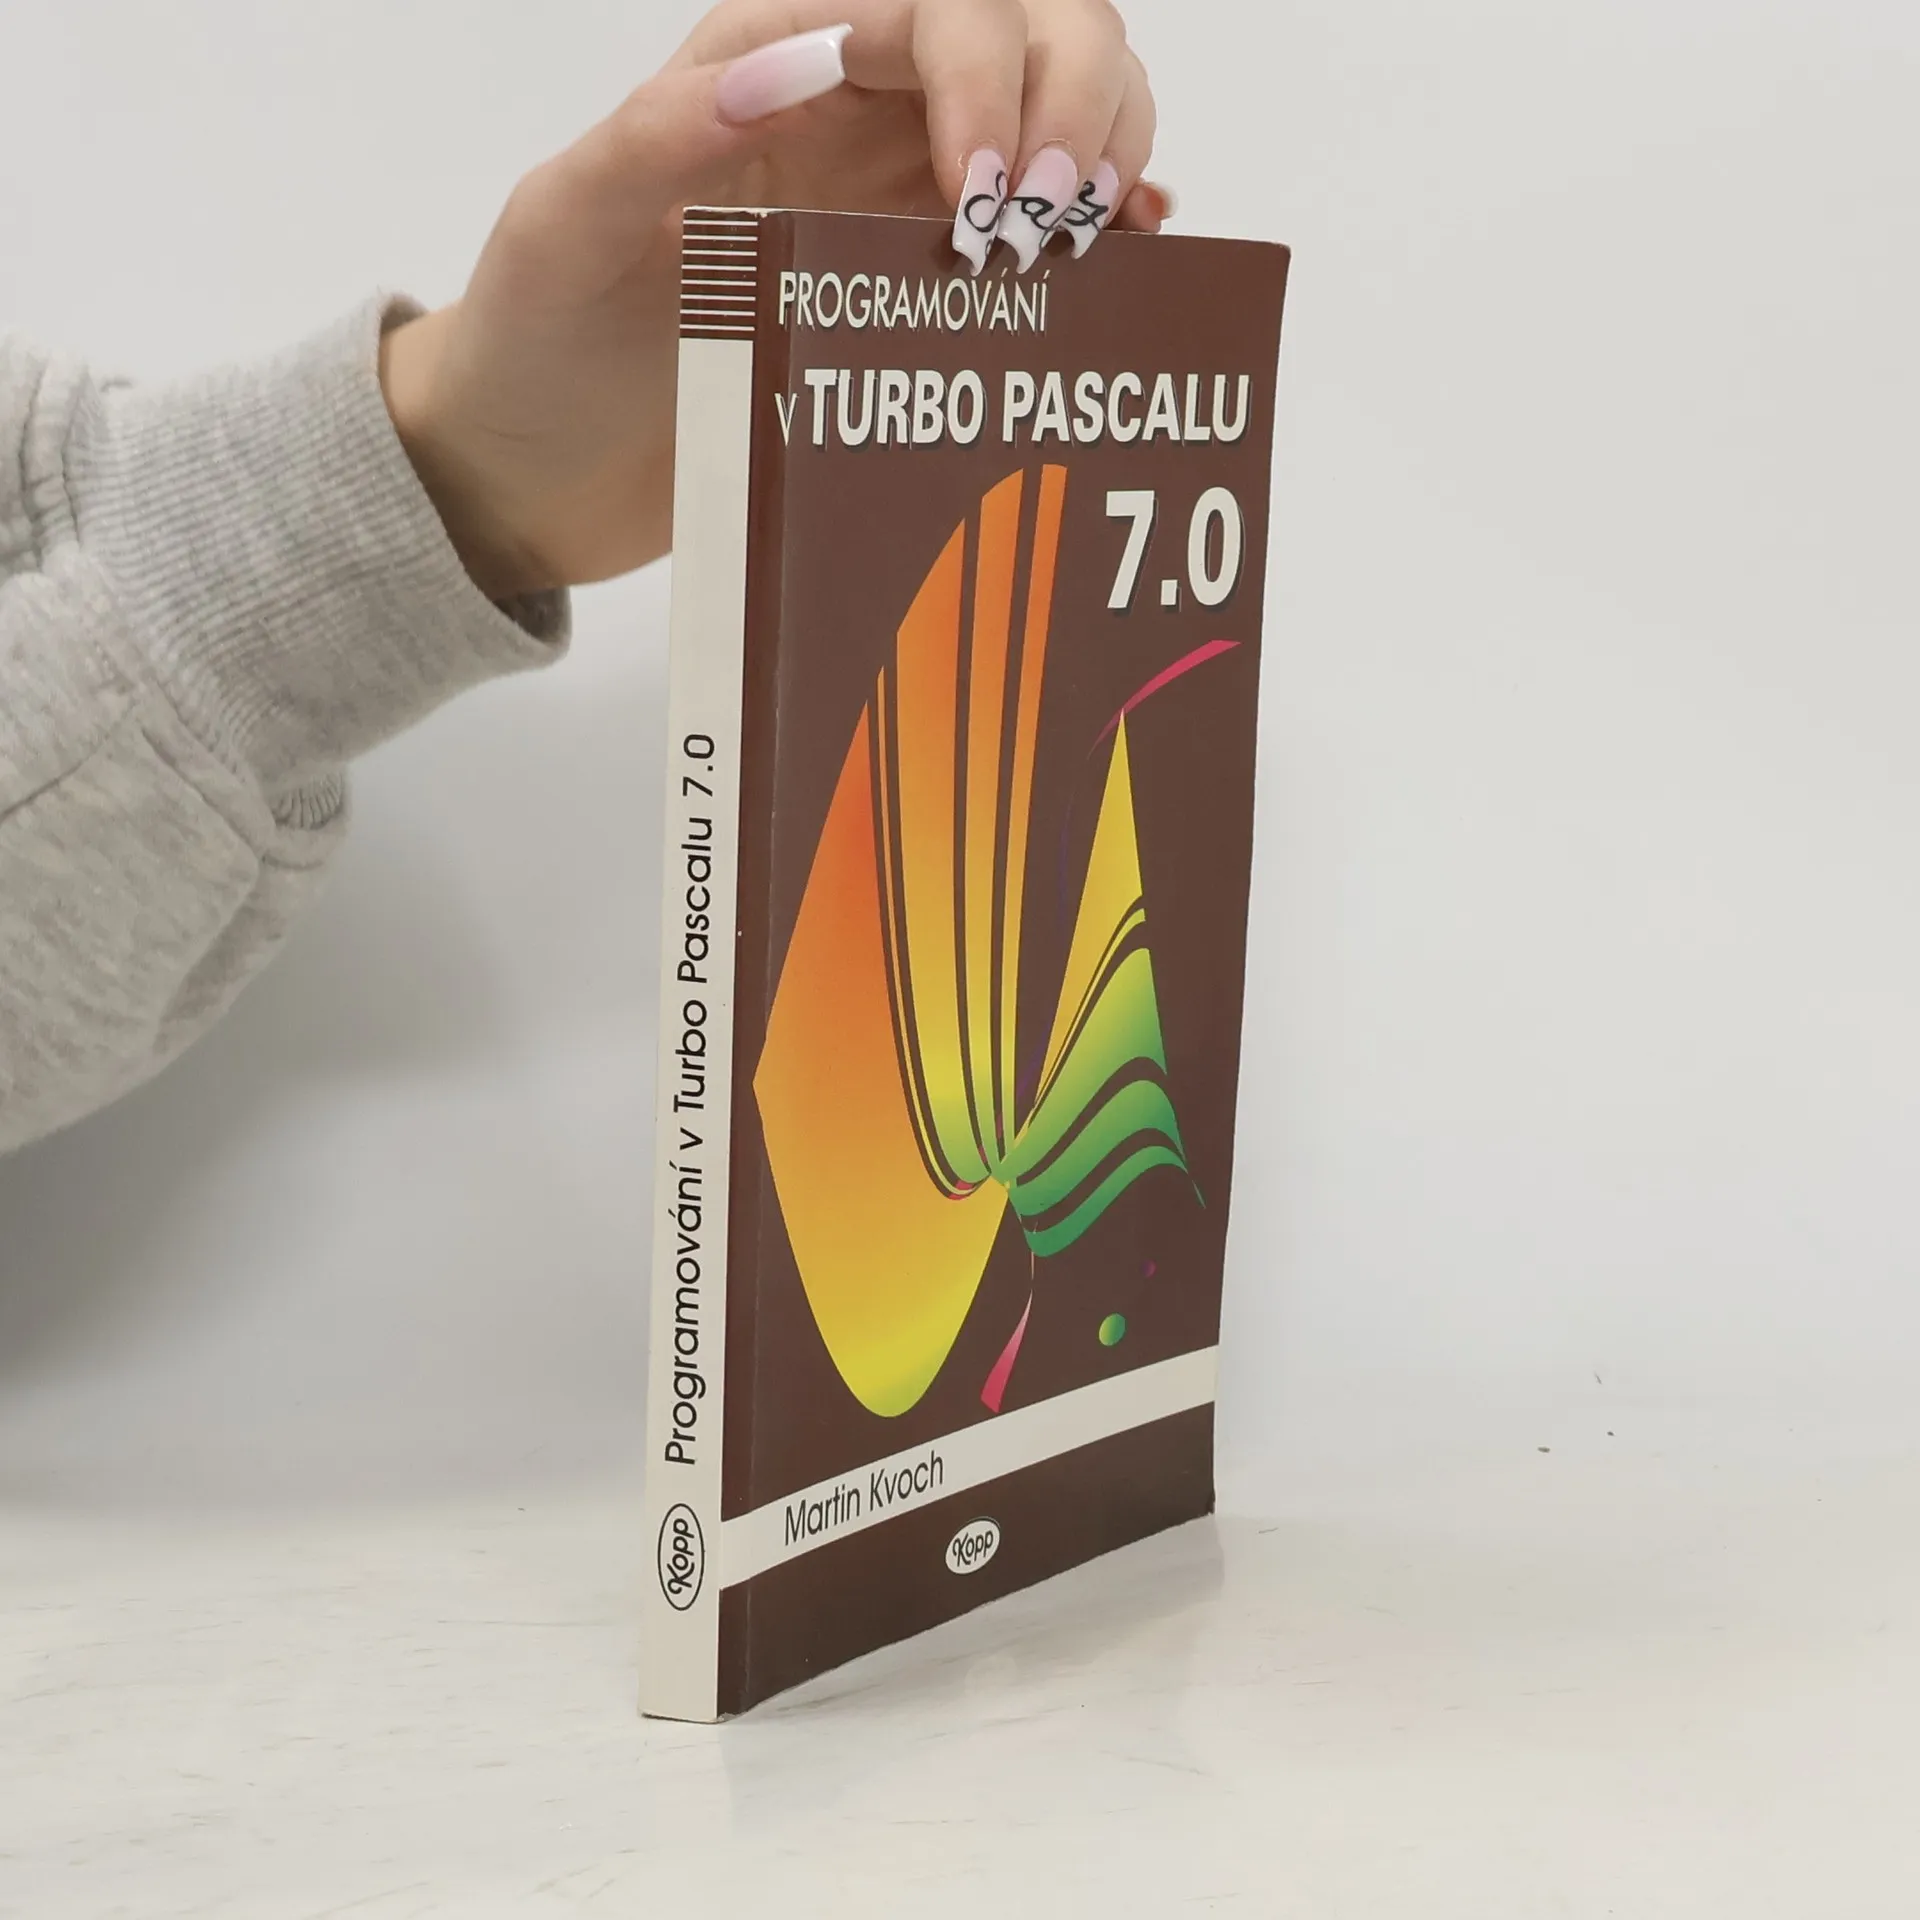 PROGRAMOVÁNÍ
v TURBO PASCALU
7.0
Martin Kvoch
Kopp
Programování v Turbo Pascalu 7.0
Kopp